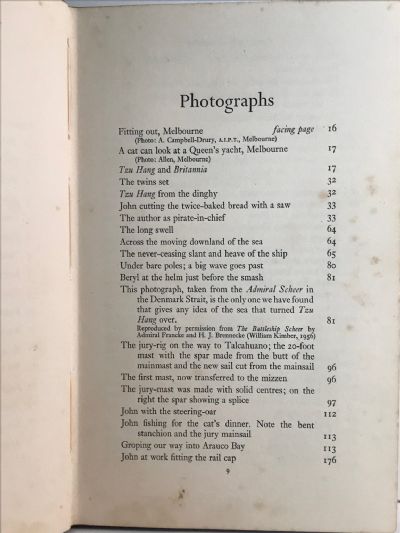 Photographs
Fitting out, Melbourne facing page 16
(Photo: A. Campbell-Drury, A.I.P.T., Melbourne)
A cat can look at a Queen's yacht, Melbourne 17
(Photo: Allen, Melbourne)
Tzu Hang and Britannia 17
The twins set 32
Tzu Hang from the dinghy 32
John cutting the twice-baked bread with a saw 33
The author as pirate-in-chief 33
The long swell 64
Across the moving downland of the sea 64
The never-ceasing slant and heave of the ship 65
Under bare poles; a big wave goes past 80
Beryl at the helm just before the smash 81
This photograph, taken from the Admiral Scheer in
the Denmark Strait, is the only one we have found
that gives any idea of the sea that turned Tzu
Hang over. 81
Reproduced by permission from The Battleship Scheer by
Admiral Francke and H. J. Brennecke (William Kimber, 1956)
The jury-rig on the way to Talcahuano; the 20-foot
mast with the spar made from the butt of the
mainmast and the new sail cut from the mainsail 96
The first mast, now transferred to the mizzen 96
The jury-mast was made with solid centres; on the
right the spar showing a splice 97
John with the steering-oar 112
John fishing for the cat's dinner. Note the bent
stanchion and the jury mainsail 113
Groping our way into Arauco Bay 113
John at work fitting the rail cap 176
9